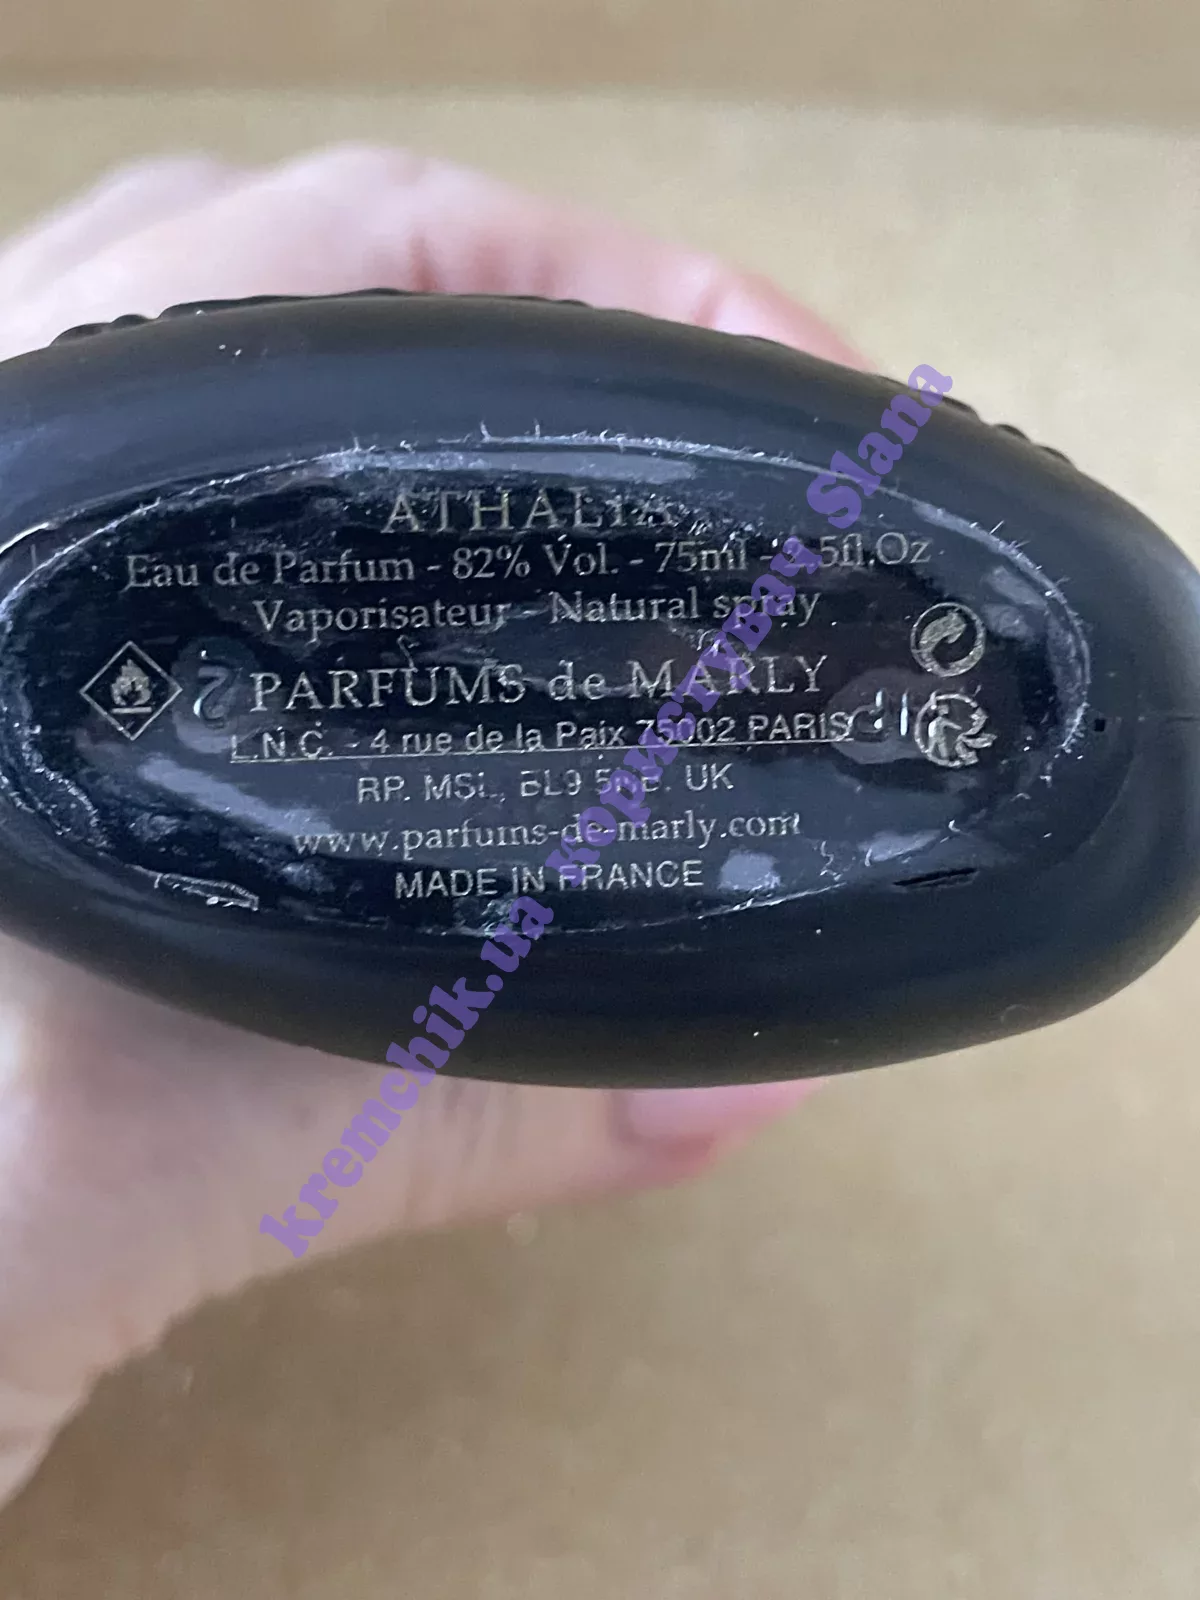 ATHALIA
Eau de Parfum - 82% Vol. - 75ml - 2.5fl.Oz
Vaporisateur - Natural spray
PARFUMS de MARLY
L.N.C. - 4 rue de la Paix 75002 PARIS
RP. MSL, BL9 UK
www.parfums-de-marly.com
MADE IN FRANCE
2
kremchik.ua користувач Slana